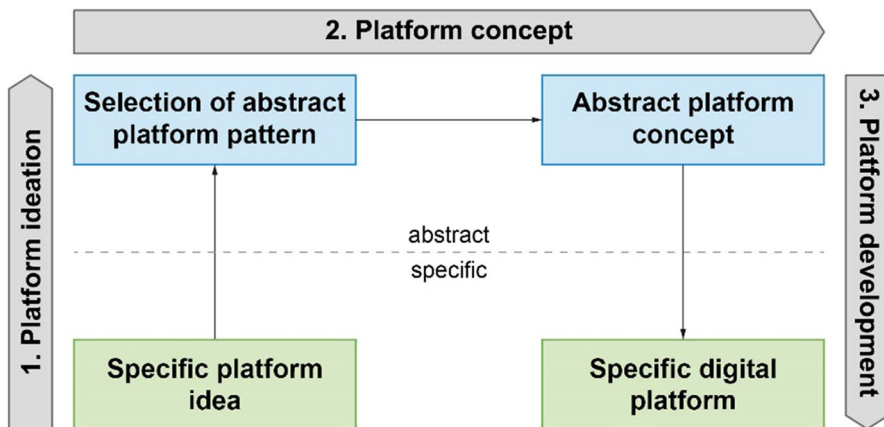 2. Platform concept
1. Platform ideation
Selection of abstract
platform pattern
Abstract platform
concept
3. Platform development
abstract
specific
Specific platform
idea
Specific digital
platform